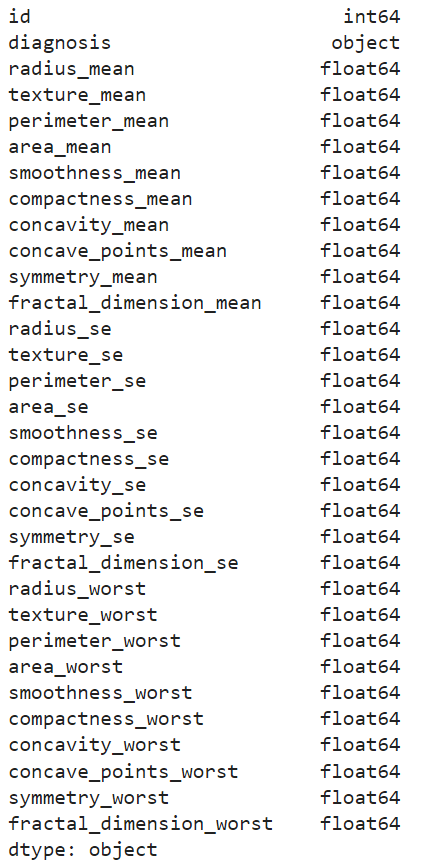 id int64
diagnosis object
radius_mean float64
texture_mean float64
perimeter_mean float64
area_mean float64
smoothness_mean float64
compactness_mean float64
concavity_mean float64
concave_points_mean float64
symmetry_mean float64
fractal_dimension_mean float64
radius_se float64
texture_se float64
perimeter_se float64
area_se float64
smoothness_se float64
compactness_se float64
concavity_se float64
concave_points_se float64
symmetry_se float64
fractal_dimension_se float64
radius_worst float64
texture_worst float64
perimeter_worst float64
area_worst float64
smoothness_worst float64
compactness_worst float64
concavity_worst float64
concave_points_worst float64
symmetry_worst float64
fractal_dimension_worst float64
dtype: object